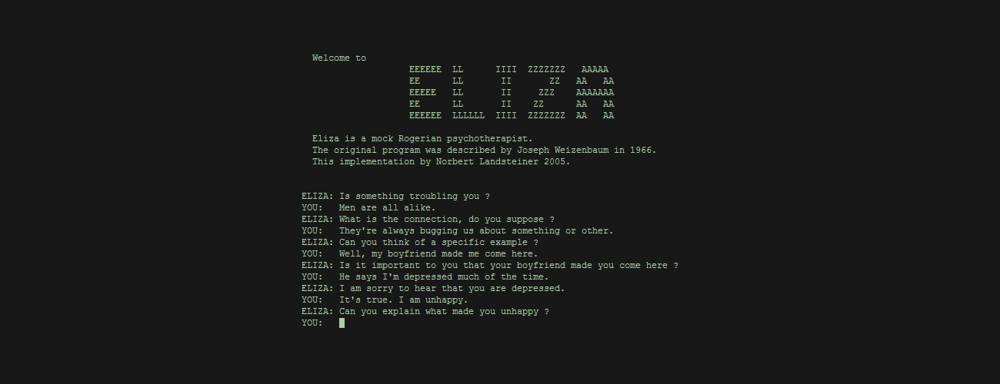 Welcome to
EEEEEE  LL      IIII  ZZZZZZZ   AAAAA
EE      LL       II       ZZ   AA   AA
EEEEE   LL       II     ZZZ    AAAAAAA
EE      LL       II    ZZ      AA   AA
EEEEEE  LLLLLL  IIII  ZZZZZZZ  AA   AA
Eliza is a mock Rogerian psychotherapist.
The original program was described by Joseph Weizenbaum in 1966.
This implementation by Norbert Landsteiner 2005.
ELIZA: Is something troubling you ?
YOU:   Men are all alike.
ELIZA: What is the connection, do you suppose ?
YOU:   They're always bugging us about something or other.
ELIZA: Can you think of a specific example ?
YOU:   Well, my boyfriend made me come here.
ELIZA: Is it important to you that your boyfriend made you come here ?
YOU:   He says I'm depressed much of the time.
ELIZA: I am sorry to hear that you are depressed.
YOU:   It's true. I am unhappy.
ELIZA: Can you explain what made you unhappy ?
YOU: